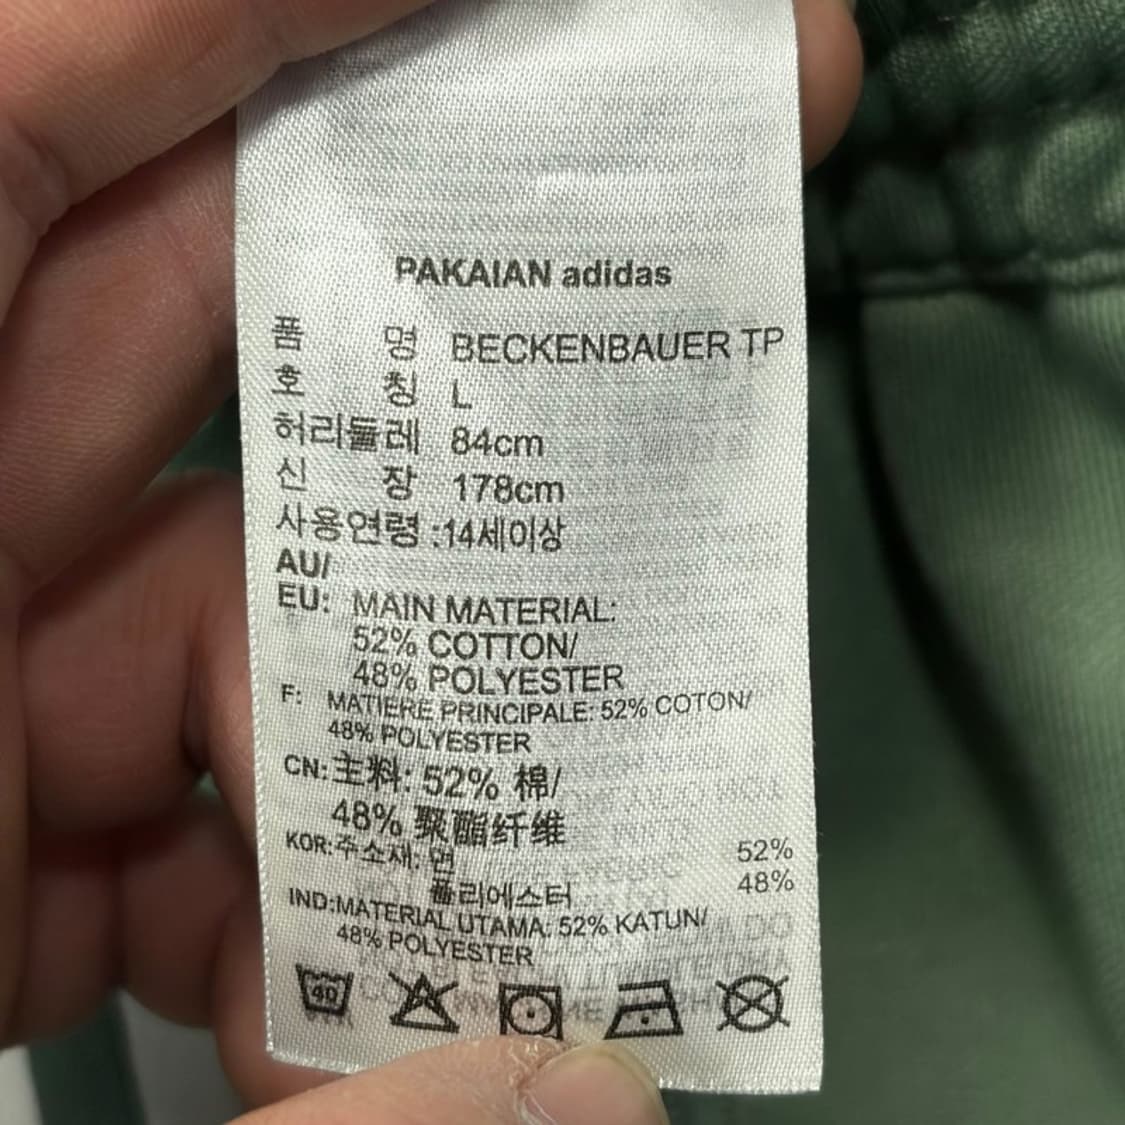 PAKAIAN adidas
품 명 BECKENBAUER TP
호 칭 L
허리둘레 84cm
신 장 178cm
사용연령 :14세이상
AU/
EU: MAIN MATERIAL:
52% COTTON/
48% POLYESTER
F: MATIERE PRINCIPALE: 52% COTON/
48% POLYESTER
CN: 主料: 52% 棉/
48% 聚酯纤维
KOR: 주소재: 면 52%
폴리에스터 48%
IND:MATERIAL UTAMA: 52% KATUN/
48% POLYESTER
40